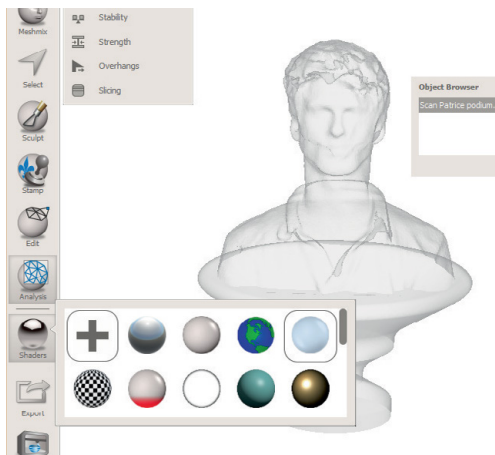 Meshmix
Select
Sculpt
Stamp
Edit
Analysis
Shaders
Export
Stability
Strength
Overhangs
Slicing
Object Browser
Scan Patrice podium.